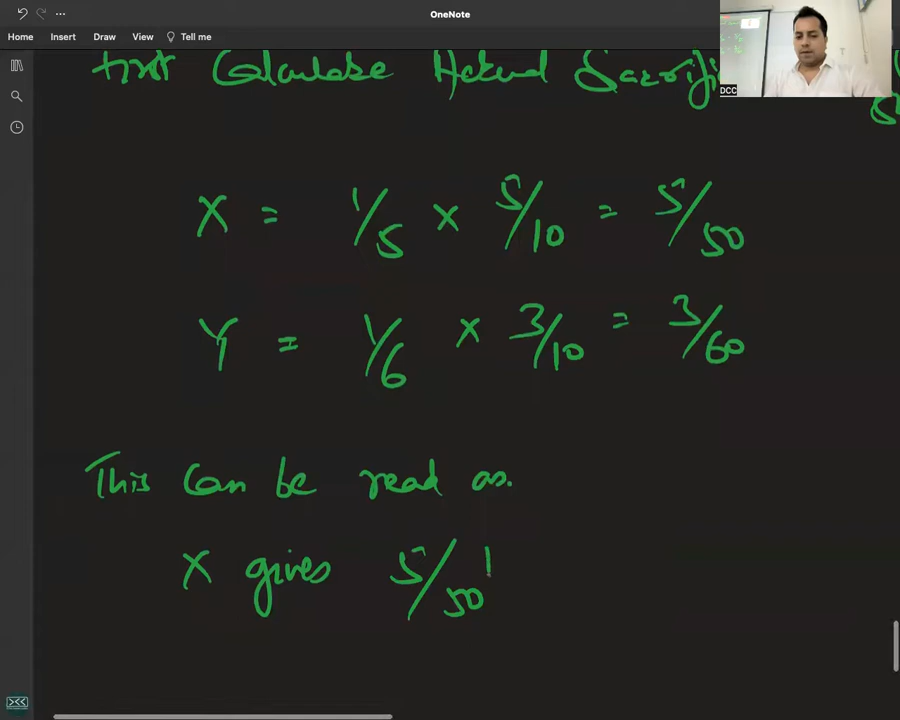 OneNote
Home Insert Draw View Tell me
First Calculate Actual
DCC
X = 1/5 × 5/10 = 5/50
Y = 1/6 × 3/10 = 3/60
This can be read as.
X gives 5/50